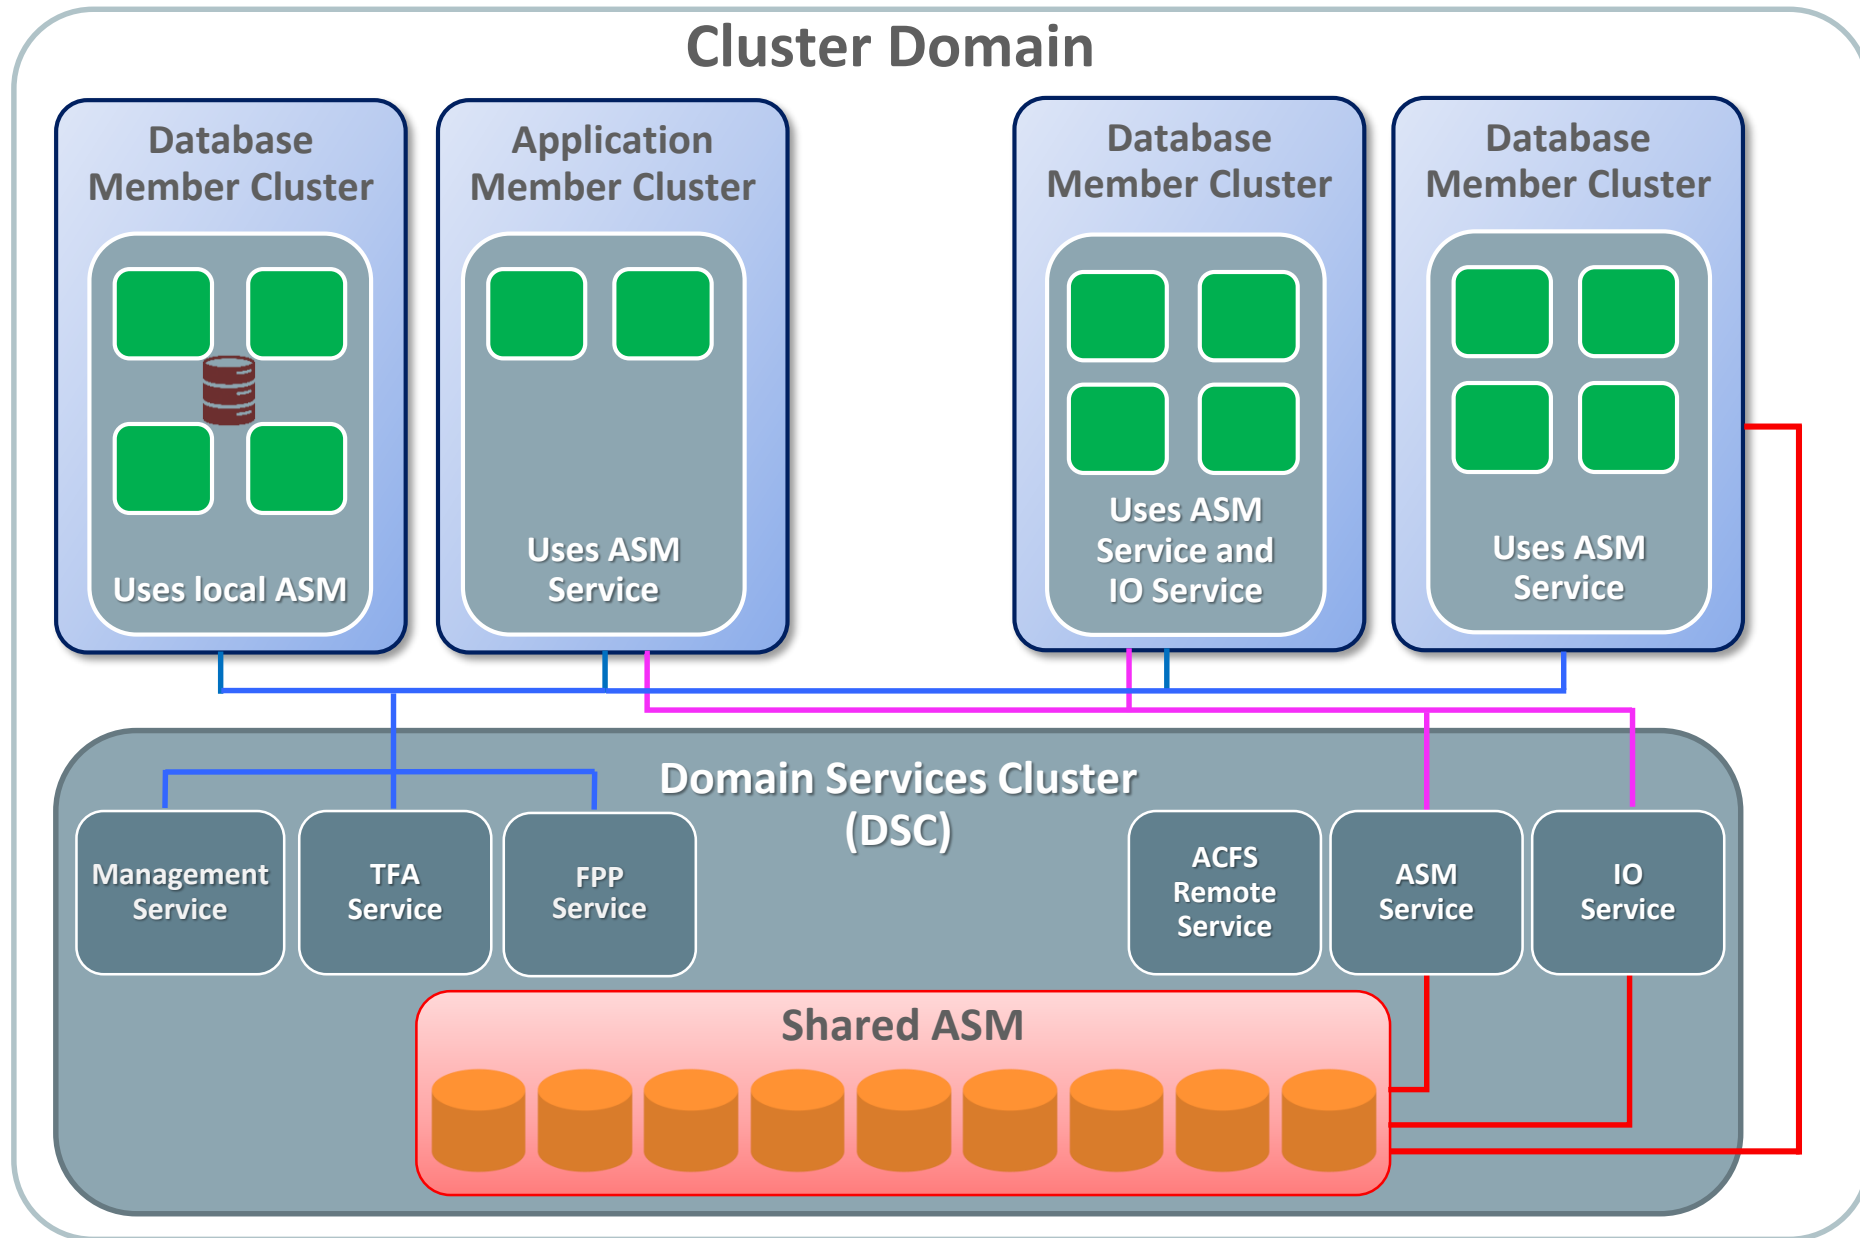 Cluster Domain
Database
Member Cluster
Uses local ASM
Application
Member Cluster
Uses ASM
Service
Database
Member Cluster
Uses ASM
Service and
IO Service
Database
Member Cluster
Uses ASM
Service
Domain Services Cluster
(DSC)
Management
Service
TFA
Service
FPP
Service
ACFS
Remote
Service
ASM
Service
IO
Service
Shared ASM